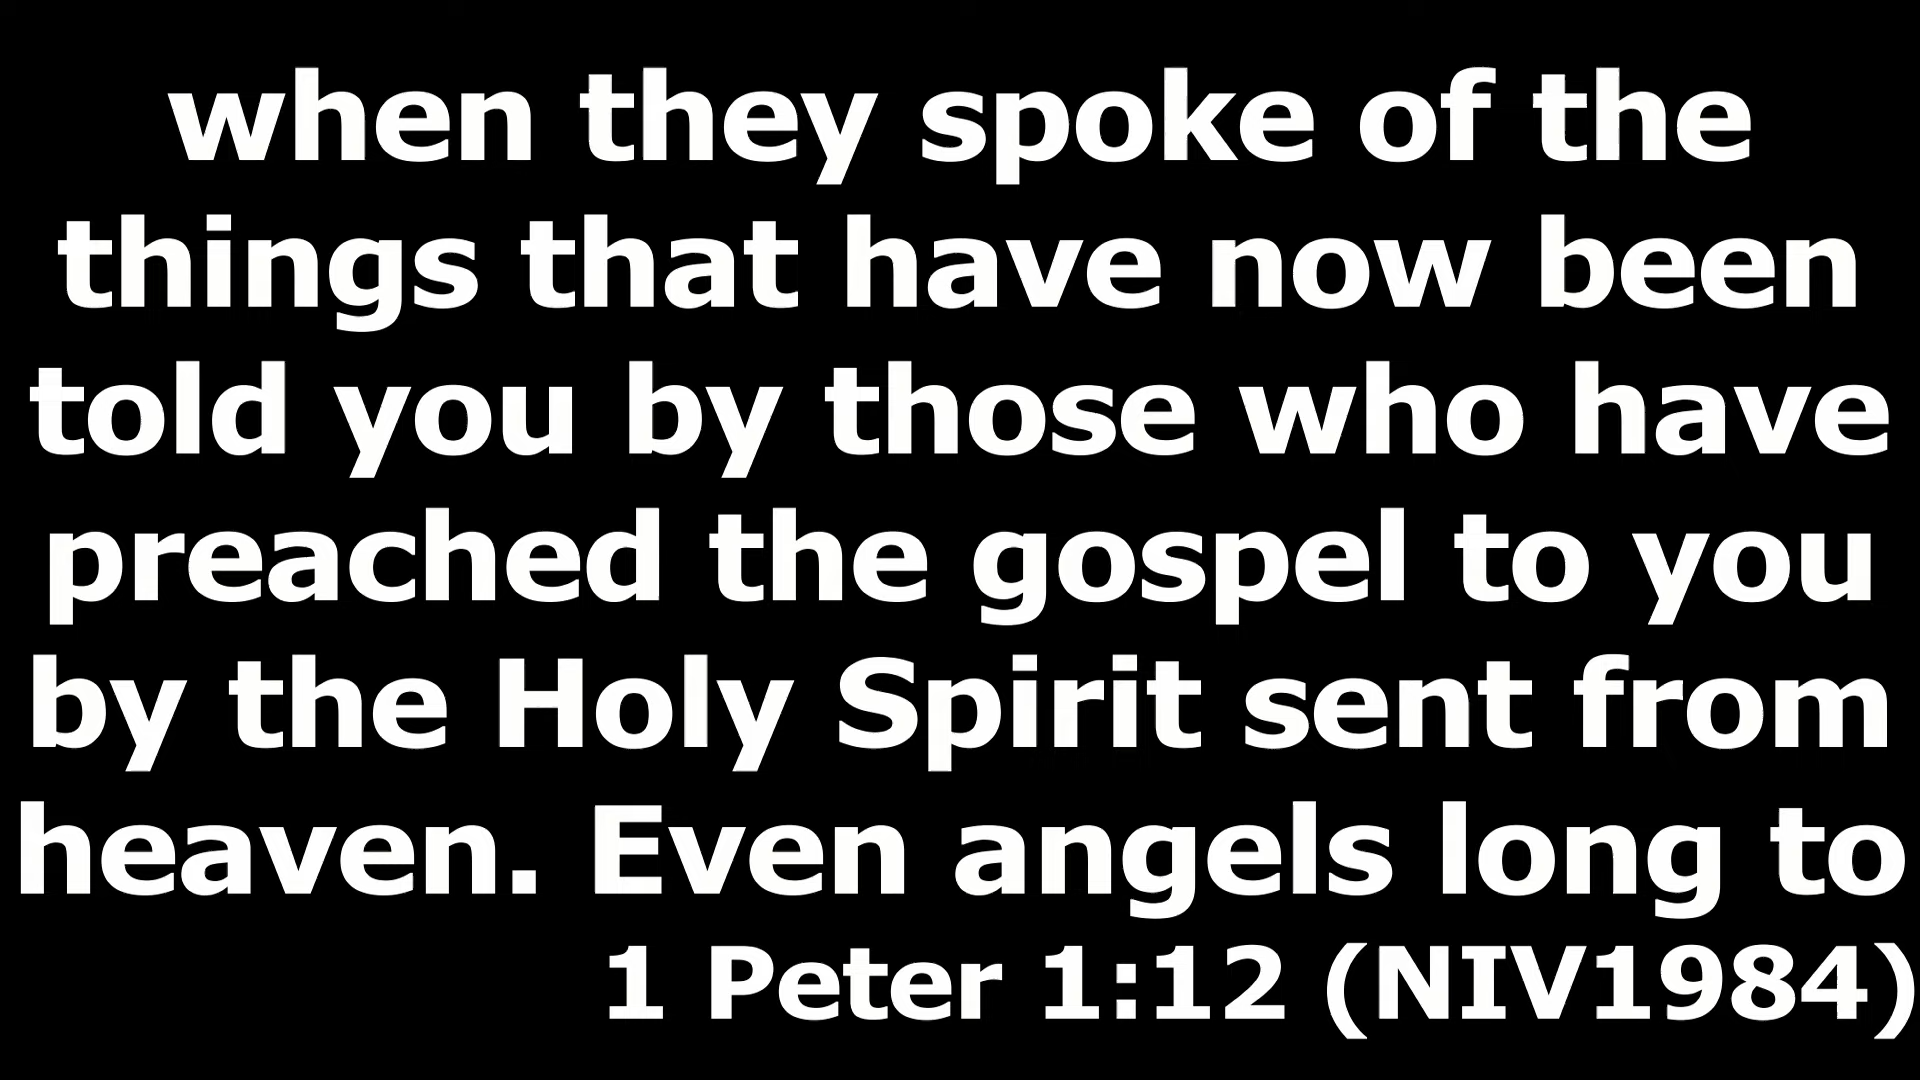 when they spoke of the
things that have now been
told you by those who have
preached the gospel to you
by the Holy Spirit sent from
heaven. Even angels long to
1 Peter 1:12 (NIV1984)